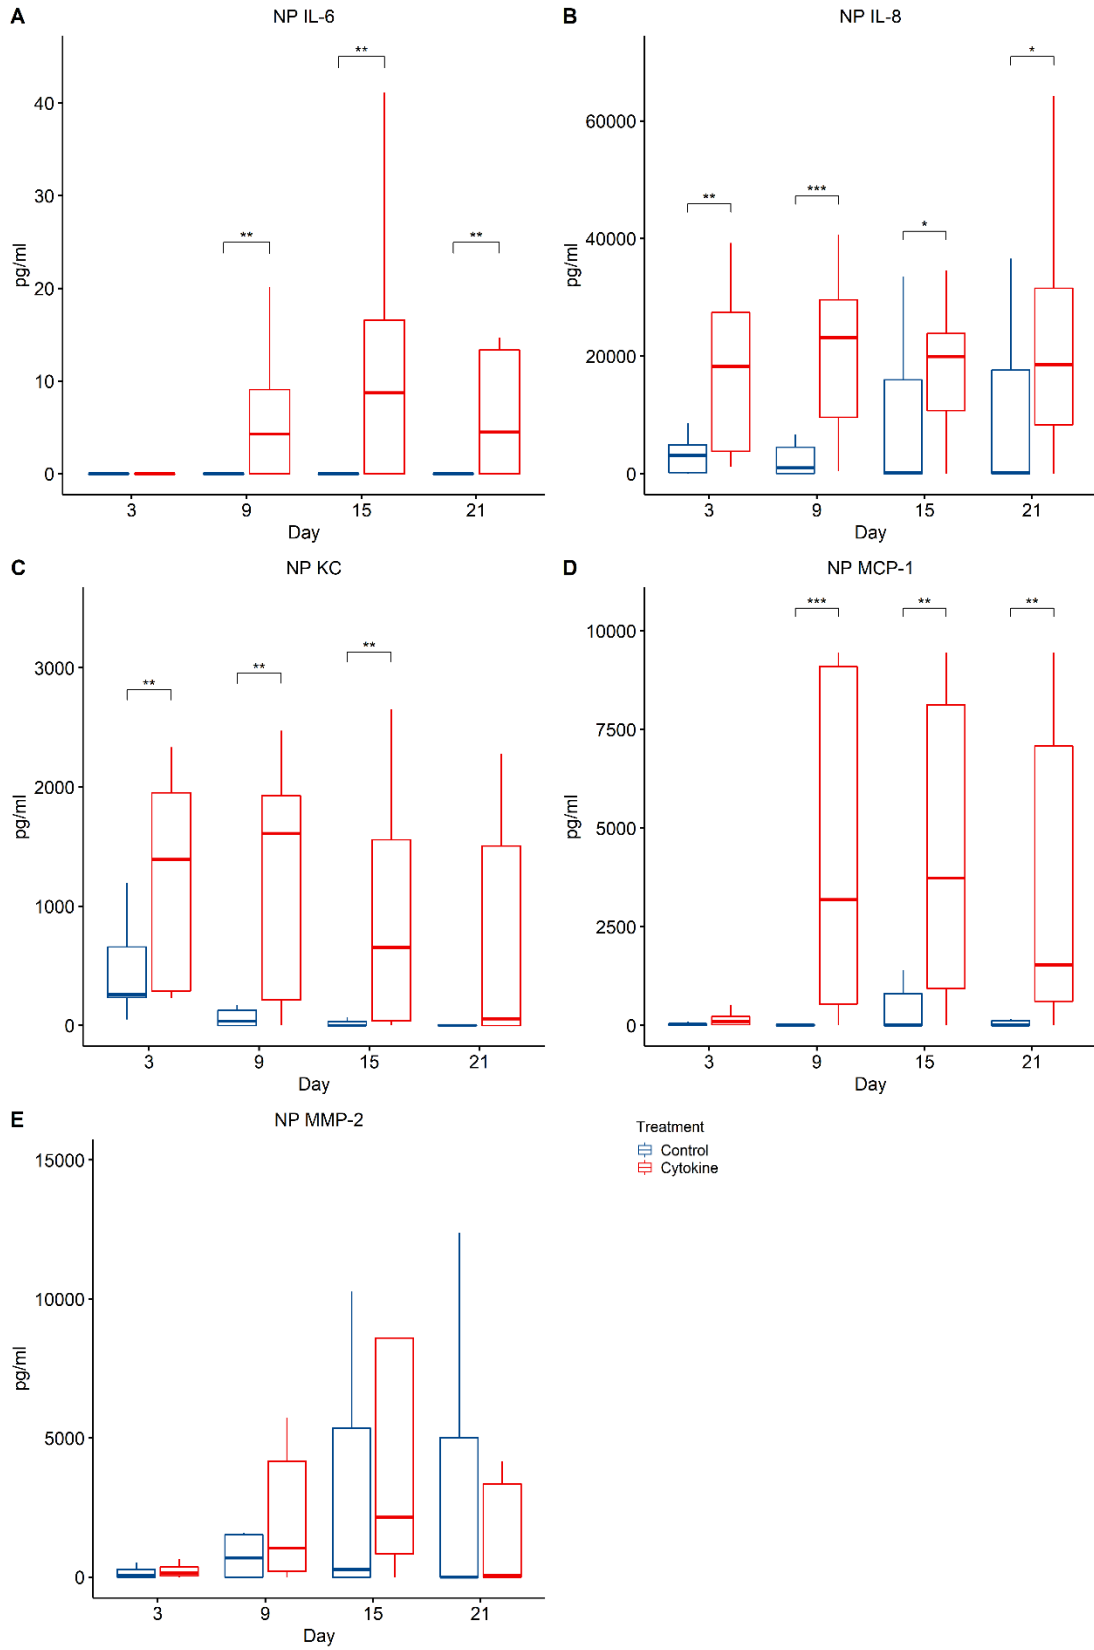 A
NP IL-6
**
**
**
40
30
20
10
0
pg/ml
3
9
15
21
Day
B
NP IL-8
**
***
*
*
60000
40000
20000
0
pg/ml
3
9
15
21
Day
C
NP KC
**
**
**
3000
2000
1000
0
pg/ml
3
9
15
21
Day
D
NP MCP-1
***
**
**
10000
7500
5000
2500
0
pg/ml
3
9
15
21
Day
E
NP MMP-2
15000
10000
5000
0
pg/ml
3
9
15
21
Day
Treatment
Control
Cytokine